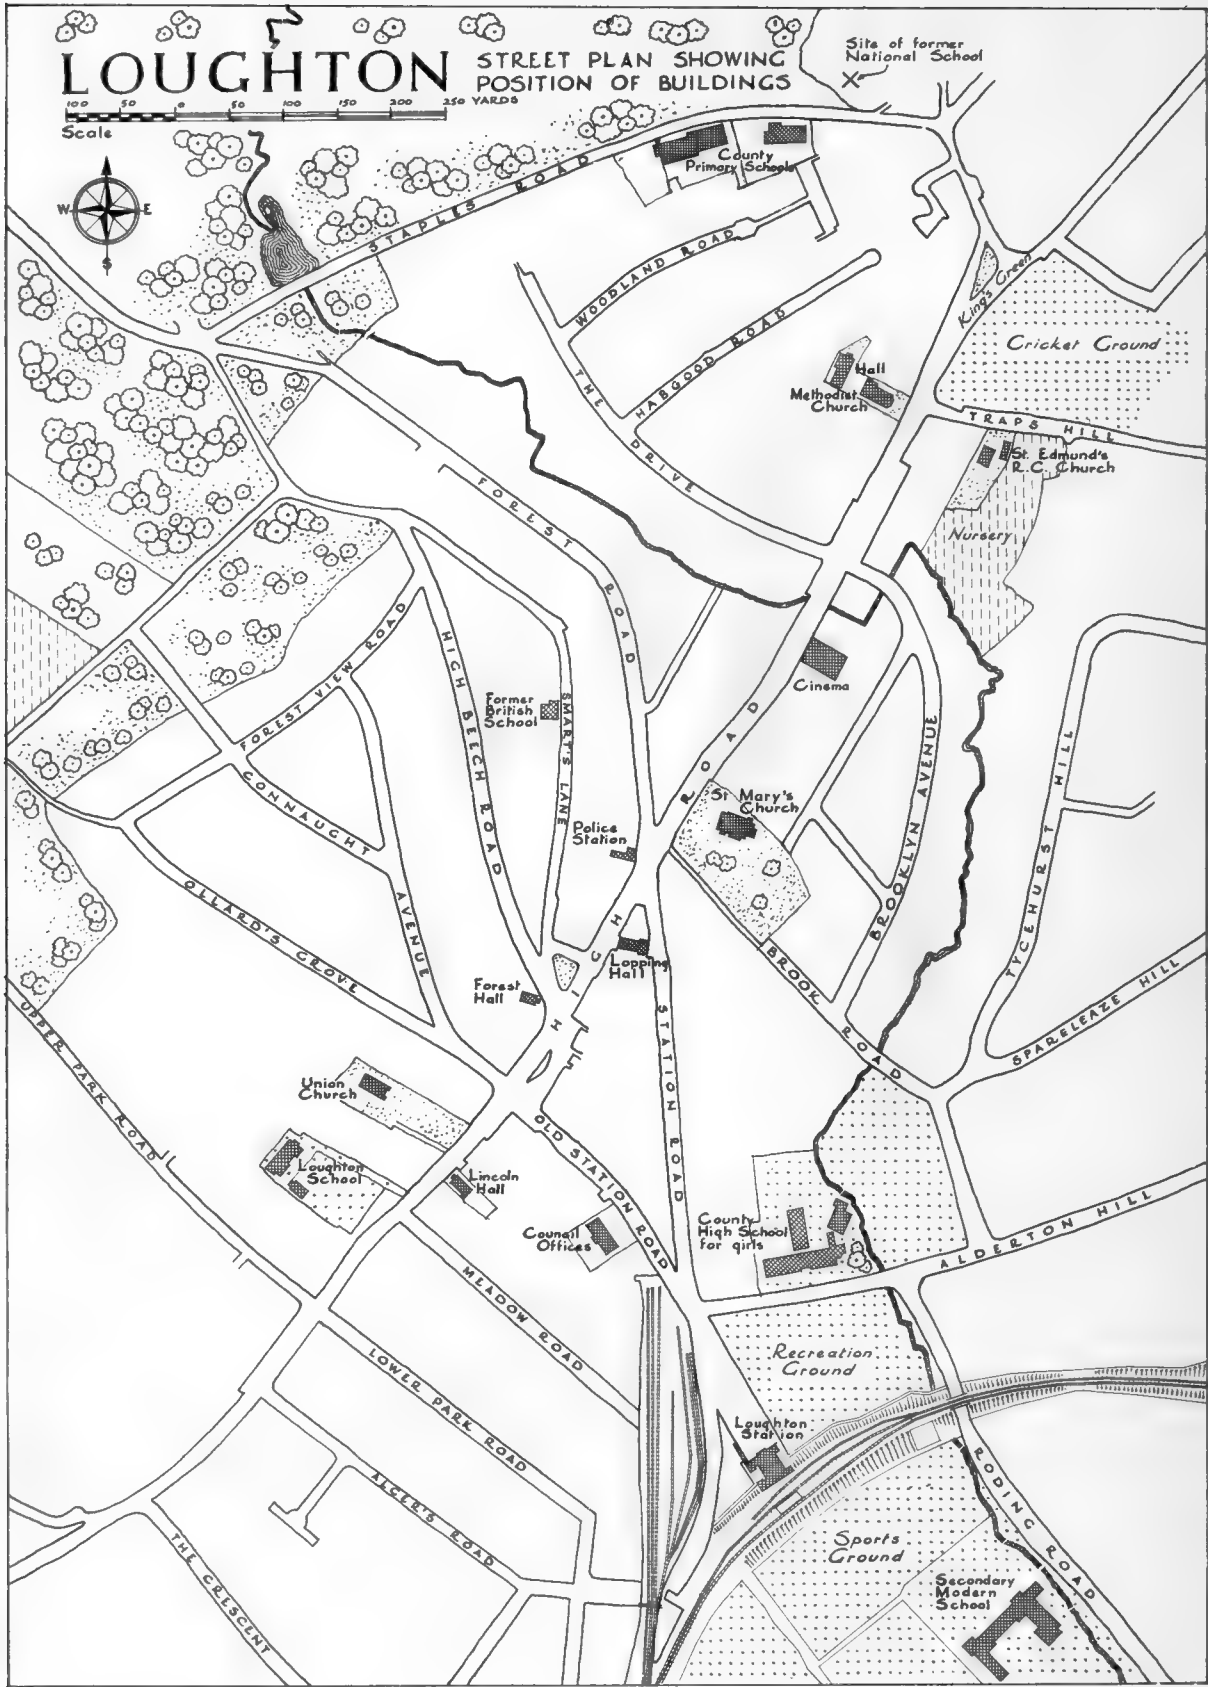 LOUGHTON
STREET PLAN SHOWING
POSITION OF BUILDINGS
100 50 0 50 100 150 200 250 YARDS
Scale
W E
S
Site of former
National School
County
Primary Schools
STAPLES ROAD
WOODLAND ROAD
HABGOOD ROAD
THE DRIVE
King's Green
Cricket Ground
Hall
Methodist
Church
TRAPS HILL
St. Edmund's
R.C. Church
Nursery
FOREST ROAD
HIGH ROAD
Cinema
FOREST VIEW ROAD
HIGH BEECH ROAD
Former
British
School
SMART'S LANE
CONNAUGHT AVENUE
St Mary's
Church
BROOKLYN AVENUE
TYCEHURST HILL
Police
Station
OLLARD'S GROVE
Lopping
Hall
BROOK ROAD
SPARELEAZE HILL
Forest
Hall
STATION ROAD
UPPER PARK ROAD
Union
Church
OLD STATION ROAD
Loughton
School
Lincoln
Hall
Council
Offices
County
High School
for girls
ALDERTON HILL
MEADOW ROAD
Recreation
Ground
LOWER PARK ROAD
Loughton
Station
RODING ROAD
ALGER'S ROAD
Sports
Ground
THE CRESCENT
Secondary
Modern
School